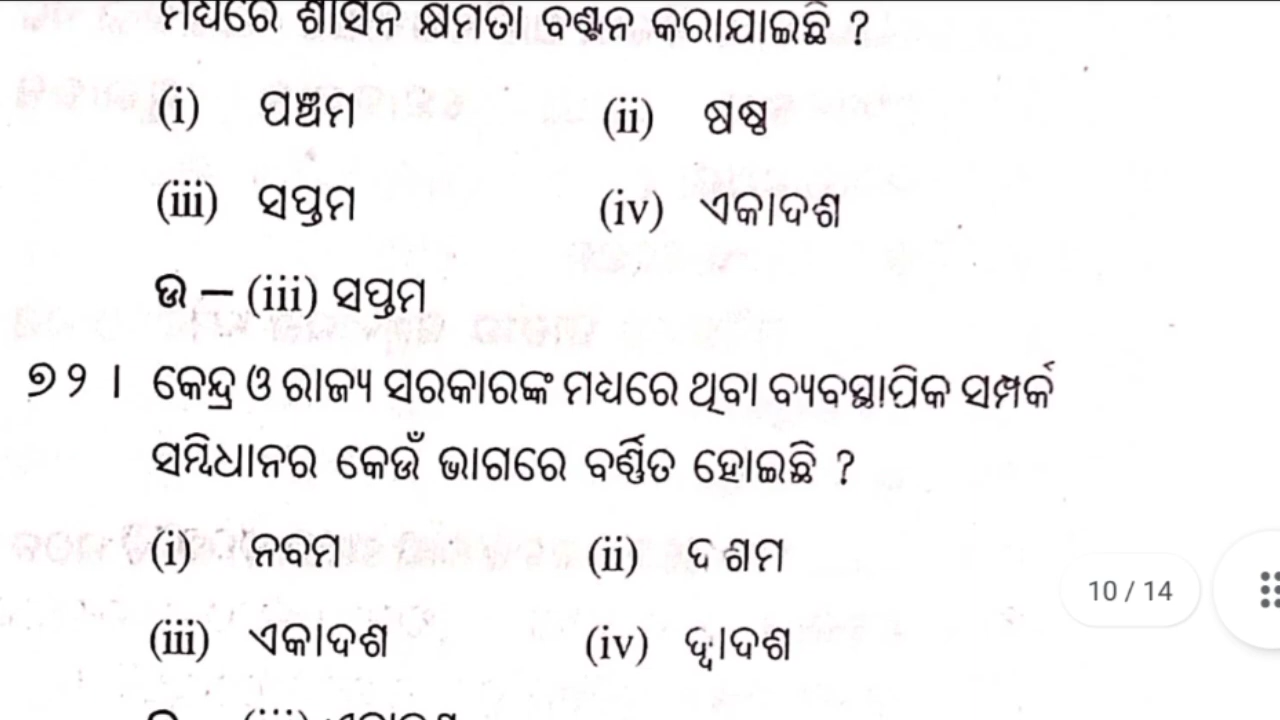 ମଧ୍ୟରେ ଶାସନ କ୍ଷମତା ବଣ୍ଟନ କରାଯାଇଛି ?
(i) ପଞ୍ଚମ (ii) ଷଷ୍ଠ
(iii) ସପ୍ତମ (iv) ଏକାଦଶ
ଉ – (iii) ସପ୍ତମ
୭୨ । କେନ୍ଦ୍ର ଓ ରାଜ୍ୟ ସରକାରଙ୍କ ମଧ୍ୟରେ ଥିବା ବ୍ୟବସ୍ଥାପିକ ସମ୍ପର୍କ
ସମ୍ବିଧାନର କେଉଁ ଭାଗରେ ବର୍ଣ୍ଣିତ ହୋଇଛି ?
(i) ନବମ (ii) ଦଶମ
10 / 14
(iii) ଏକାଦଶ (iv) ଦ୍ୱାଦଶ